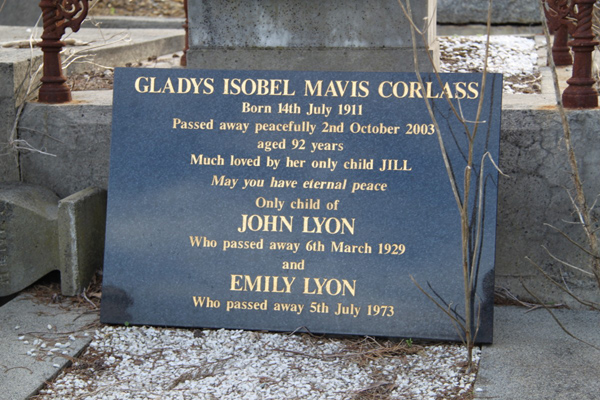 GLADYS ISOBEL MAVIS CORLASS
Born 14th July 1911
Passed away peacefully 2nd October 2003
aged 92 years
Much loved by her only child JILL
May you have eternal peace
Only child of
JOHN LYON
Who passed away 6th March 1929
and
EMILY LYON
Who passed away 5th July 1973